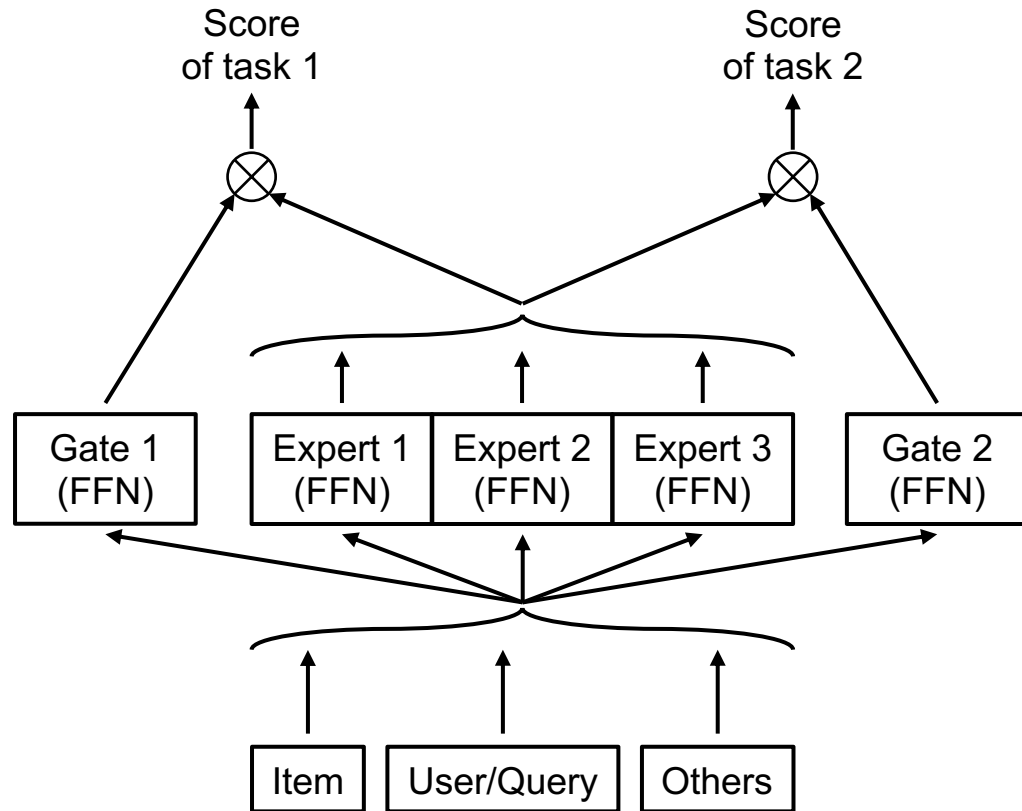 Score
of task 1
Score
of task 2
Gate 1
(FFN)
Expert 1
(FFN)
Expert 2
(FFN)
Expert 3
(FFN)
Gate 2
(FFN)
Item
User/Query
Others